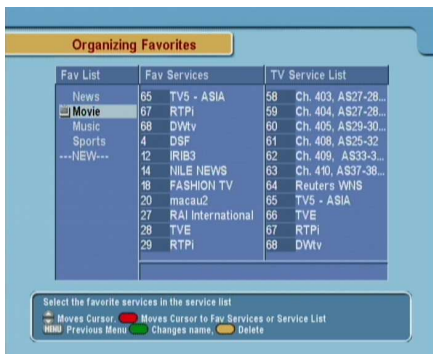 Organizing Favorites
Fav List Fav Services TV Service List
News 65 TV5 - ASIA 58 Ch. 403, AS27-28...
Movie 67 RTPi 59 Ch. 404, AS27-28...
Music 68 DWtv 60 Ch. 405, AS29-30...
Sports 4 DSF 61 Ch. 408, AS25-32
---NEW--- 12 IRIB3 62 Ch. 409, AS33-3...
14 NILE NEWS 63 Ch. 410, AS37-38...
18 FASHION TV 64 Reuters WNS
20 macau2 65 TV5 - ASIA
27 RAI International 66 TVE
28 TVE 67 RTPi
29 RTPi 68 DWtv
Select the favorite services in the service list
Moves Cursor, Moves Cursor to Fav Services or Service List
MENU Previous Menu Changes name, Delete